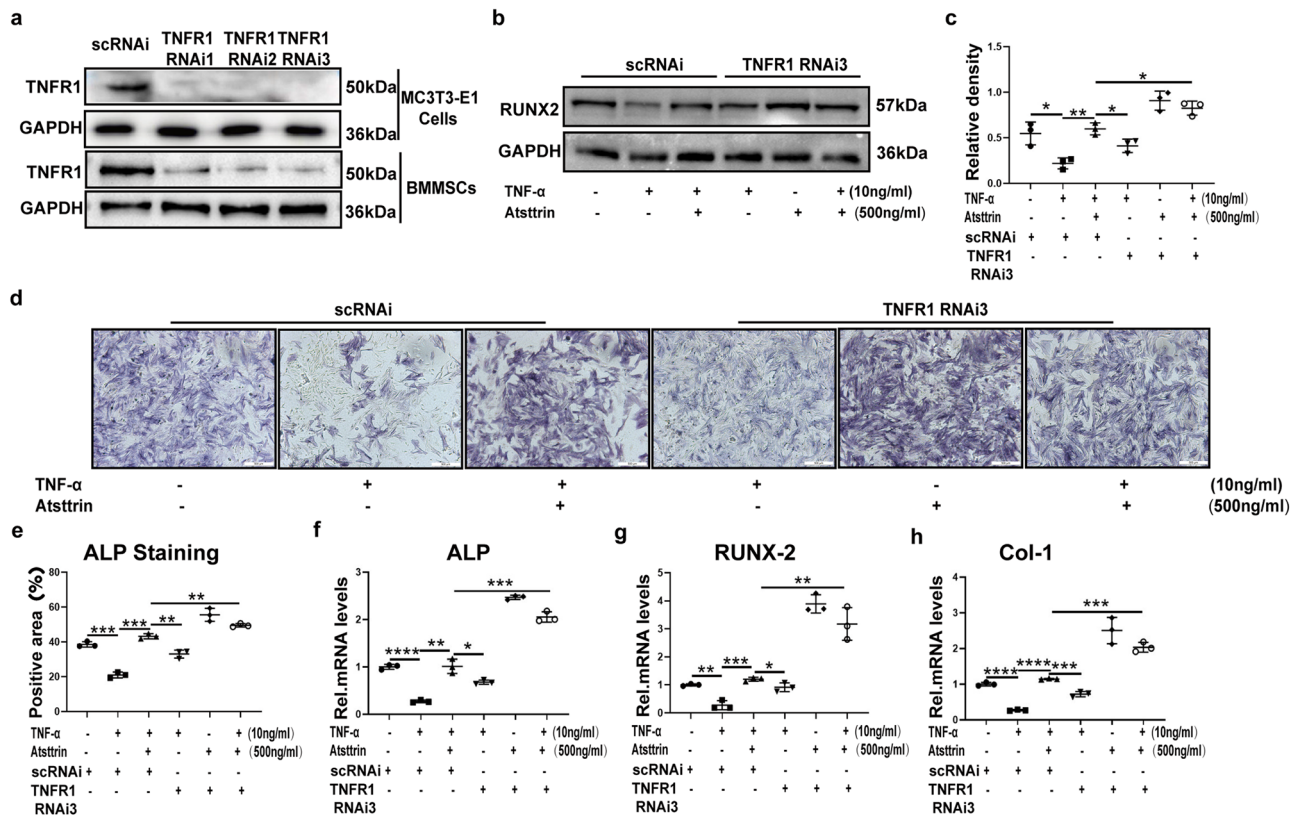 a
scRNAi TNFR1 RNAi1 TNFR1 RNAi2 TNFR1 RNAi3
TNFR1 50kDa
GAPDH 36kDa
MC3T3-E1 Cells
TNFR1 50kDa
GAPDH 36kDa
BMMSCs
b
scRNAi TNFR1 RNAi3
RUNX2 57kDa
GAPDH 36kDa
TNF-α - + + + - + (10ng/ml)
Atsttrin - - + - + + (500ng/ml)
c
Relative density
1.5
1.0
0.5
0.0
* ** * *
TNF-α - + + + - + (10ng/ml)
Atsttrin - - + - + + (500ng/ml)
scRNAi + + + - - -
TNFR1 - - - + + +
RNAi3
d
scRNAi TNFR1 RNAi3
TNF-α - + + + - + (10ng/ml)
Atsttrin - - + - + + (500ng/ml)
e
ALP Staining
Positive area (%)
80
60
40
20
0
*** *** ** **
TNF-α - + + + - + (10ng/ml)
Atsttrin - - + - + + (500ng/ml)
scRNAi + + + - - -
TNFR1 - - - + + +
RNAi3
f
ALP
Rel.mRNA levels
3
2
1
0
**** ** * ***
TNF-α - + + + - + (10ng/ml)
Atsttrin - - + - + + (500ng/ml)
scRNAi + + + - - -
TNFR1 - - - + + +
RNAi3
g
RUNX-2
Rel.mRNA levels
5
4
3
2
1
0
** *** * **
TNF-α - + + + - + (10ng/ml)
Atsttrin - - + - + + (500ng/ml)
scRNAi + + + - - -
TNFR1 - - - + + +
RNAi3
h
Col-1
Rel.mRNA levels
4
3
2
1
0
**** **** *** ***
TNF-α - + + + - + (10ng/ml)
Atsttrin - - + - + + (500ng/ml)
scRNAi + + + - - -
TNFR1 - - - + + +
RNAi3